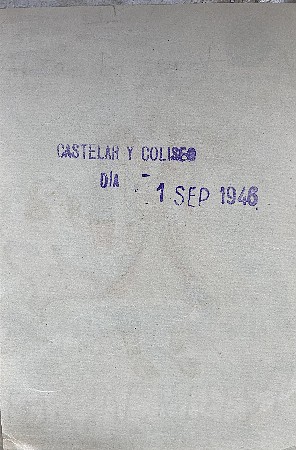 CASTELAR Y COLISEO
DÍA - 1 SEP 1946